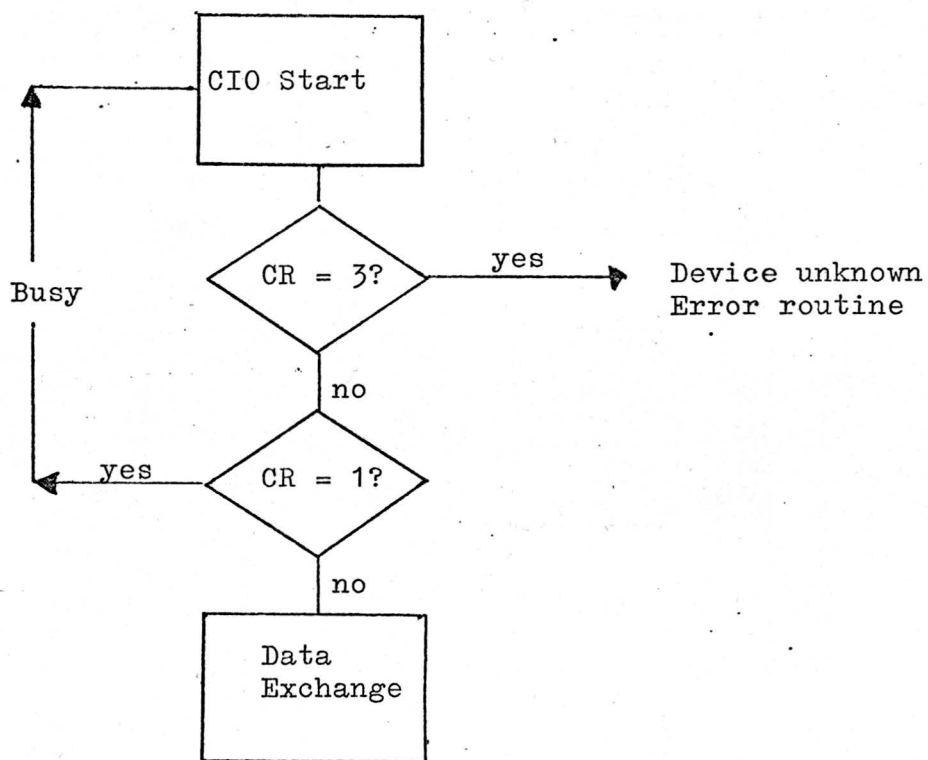 CIO Start
CR = 3?
yes
Device unknown
Error routine
Busy
no
CR = 1?
yes
no
Data
Exchange